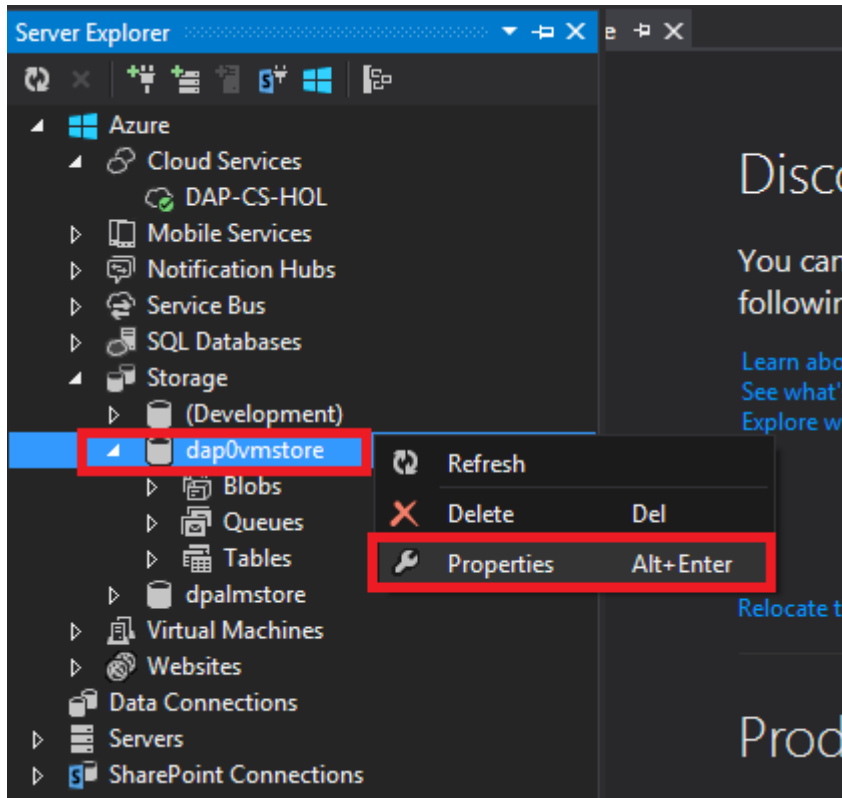 Server Explorer
e
Azure
Cloud Services
DAP-CS-HOL
Mobile Services
Notification Hubs
Service Bus
SQL Databases
Storage
(Development)
dap0vmstore
Blobs
Queues
Tables
dpalmstore
Virtual Machines
Websites
Data Connections
Servers
SharePoint Connections
Refresh
Delete Del
Properties Alt+Enter
Disco
You can
followin
Learn abo
See what'
Explore w
Relocate t
Prod